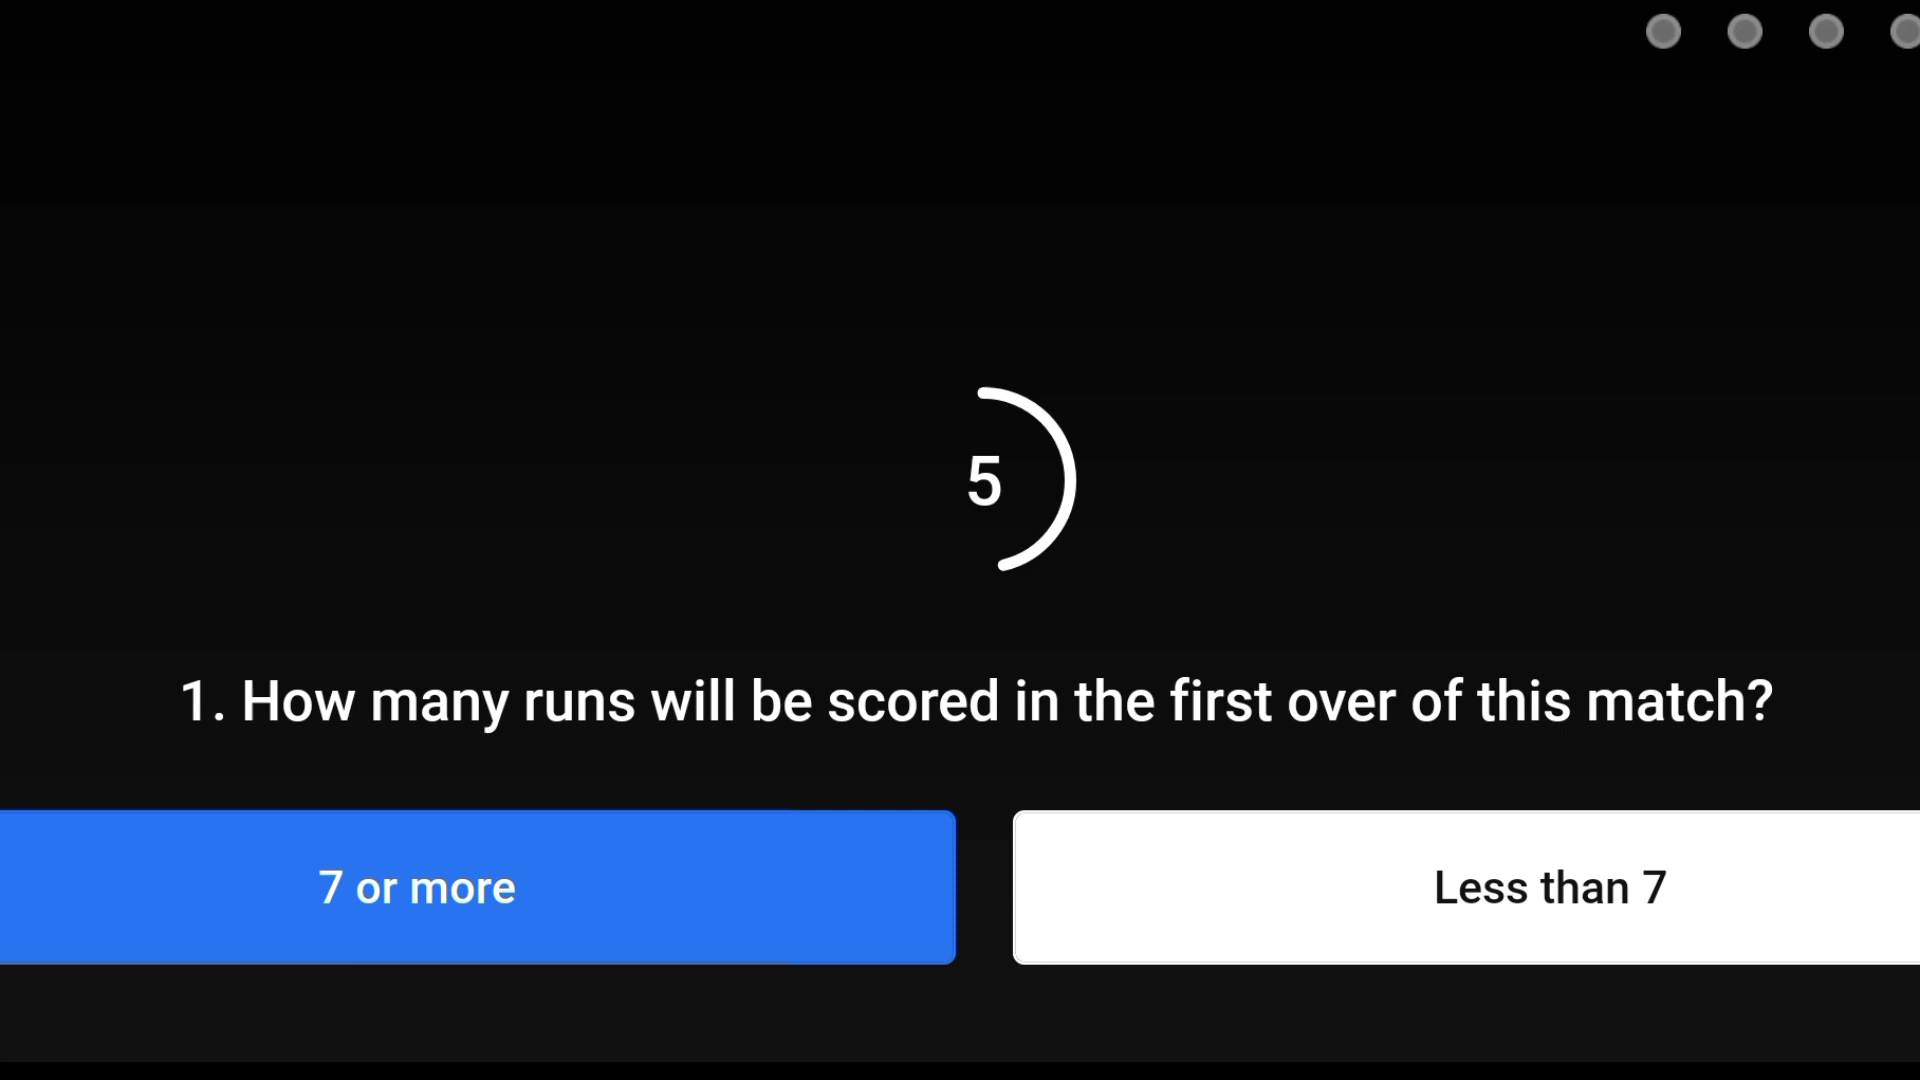 5
1. How many runs will be scored in the first over of this match?
7 or more
Less than 7